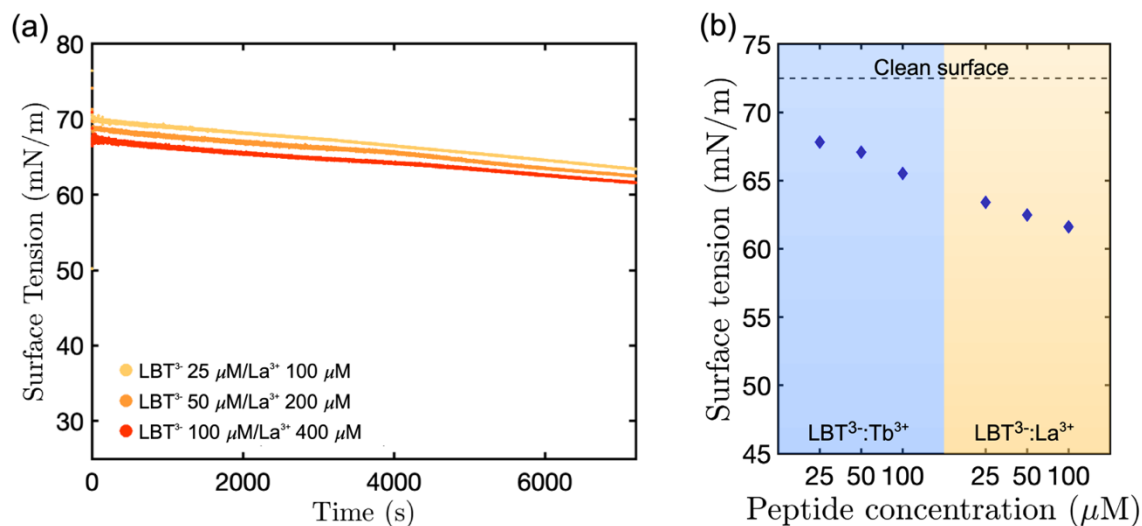 (a)
80
70
60
50
40
30
Surface Tension (mN/m)
LBT³⁻ 25 μM/La³⁺ 100 μM
LBT³⁻ 50 μM/La³⁺ 200 μM
LBT³⁻ 100 μM/La³⁺ 400 μM
0 2000 4000 6000
Time (s)
(b)
75
70
65
60
55
50
45
Surface tension (mN/m)
Clean surface
LBT³⁻:Tb³⁺ LBT³⁻:La³⁺
25 50 100 25 50 100
Peptide concentration (μM)